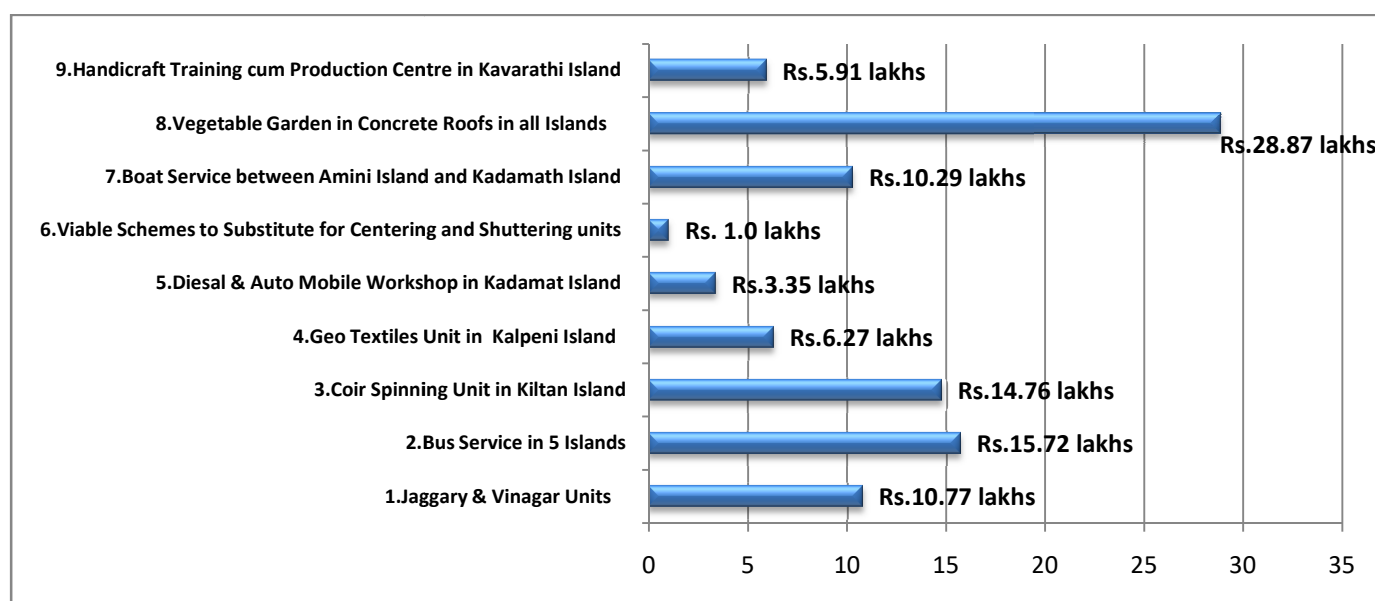 9.Handicraft Training cum Production Centre in Kavarathi Island
Rs.5.91 lakhs
8.Vegetable Garden in Concrete Roofs in all Islands
Rs.28.87 lakhs
7.Boat Service between Amini Island and Kadamath Island
Rs.10.29 lakhs
6.Viable Schemes to Substitute for Centering and Shuttering units
Rs. 1.0 lakhs
5.Diesal & Auto Mobile Workshop in Kadamat Island
Rs.3.35 lakhs
4.Geo Textiles Unit in Kalpeni Island
Rs.6.27 lakhs
3.Coir Spinning Unit in Kiltan Island
Rs.14.76 lakhs
2.Bus Service in 5 Islands
Rs.15.72 lakhs
1.Jaggary & Vinagar Units
Rs.10.77 lakhs
0 5 10 15 20 25 30 35